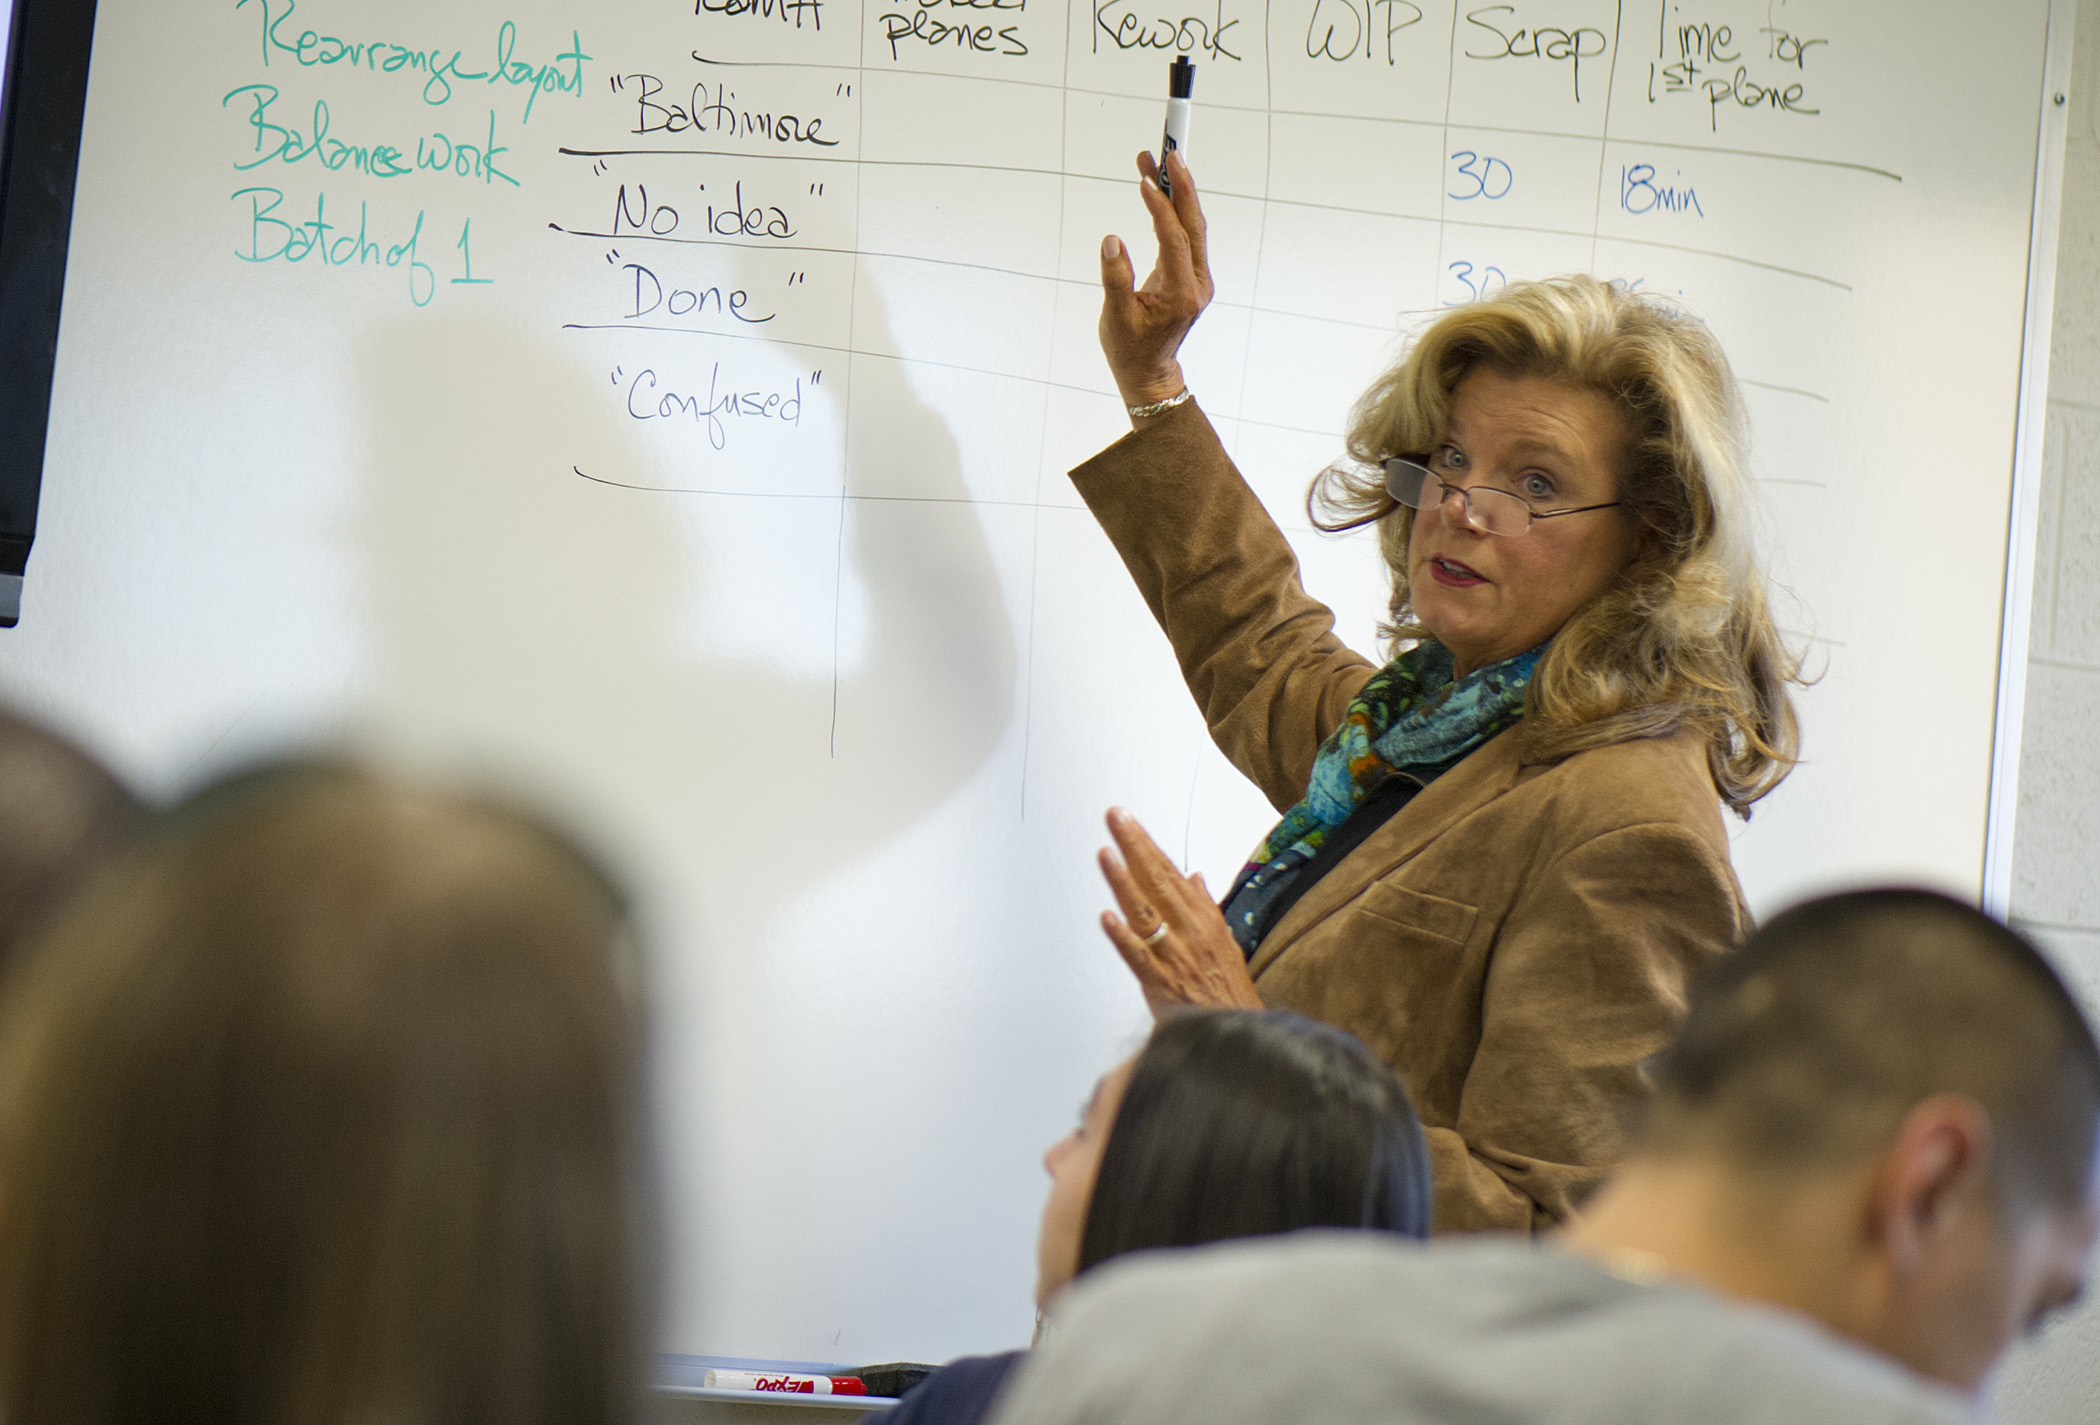 Rearrange layout
Balance work
Batch of 1
planes
Rework
WIP
Scrap
Time for
1st plane
"Baltimore"
30
18min
"No idea"
30
"Done"
"Confused"
EXPO